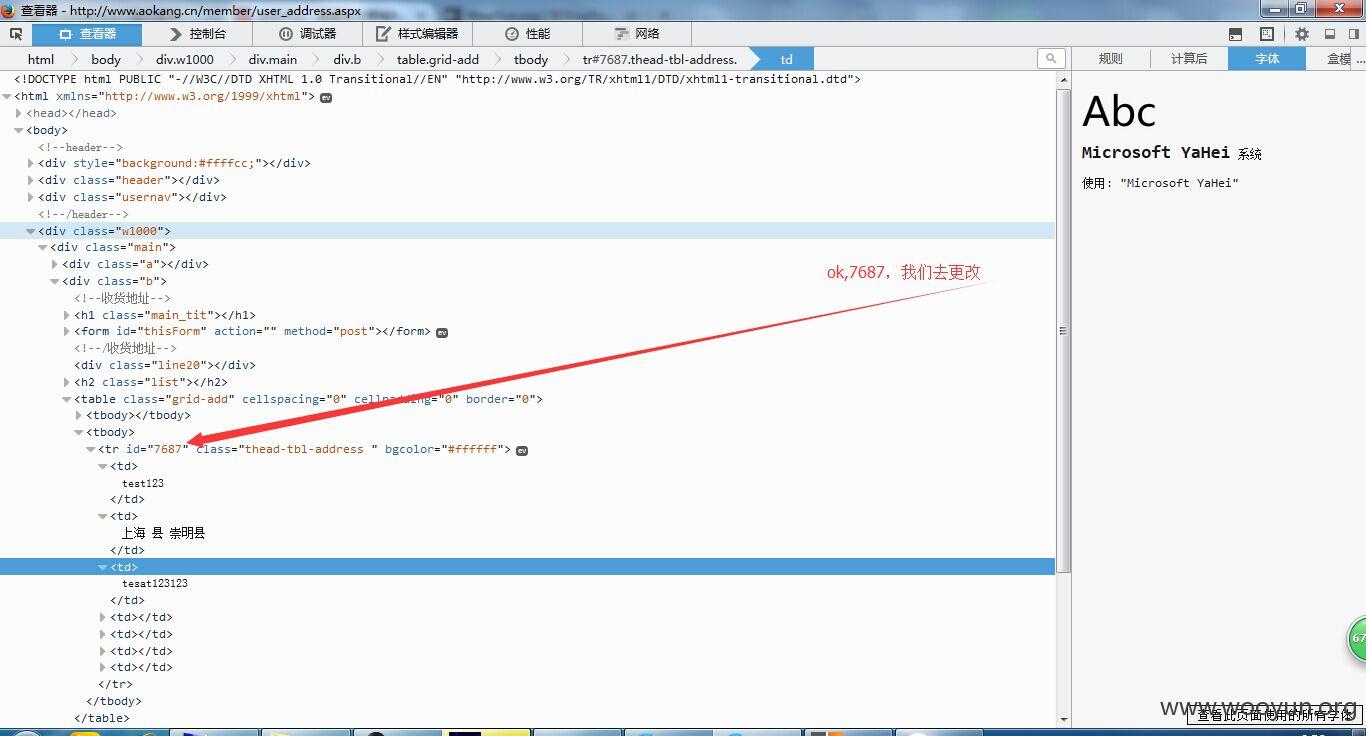 查看器 - http://www.aokang.cn/member/user_address.aspx
查看器 控制台 调试器 样式编辑器 性能 网络
html body div.w1000 div.main div.b table.grid-add tbody tr#7687.thead-tbl-address. td 规则 计算后 字体 盒模 ...
<!DOCTYPE html PUBLIC "-//W3C//DTD XHTML 1.0 Transitional//EN" "http://www.w3.org/TR/xhtml1/DTD/xhtml1-transitional.dtd">
<html xmlns="http://www.w3.org/1999/xhtml"> ev
<head></head>
<body>
<!--header-->
<div style="background:#ffffcc;"></div>
<div class="header"></div>
<div class="usernav"></div>
<!--/header-->
<div class="w1000">
<div class="main">
<div class="a"></div>
<div class="b">
<!--收货地址-->
<h1 class="main_tit"></h1>
<form id="thisForm" action="" method="post"></form> ev
<!--/收货地址-->
<div class="line20"></div>
<h2 class="list"></h2>
<table class="grid-add" cellspacing="0" cellpadding="0" border="0">
<tbody></tbody>
<tbody>
<tr id="7687" class="thead-tbl-address " bgcolor="#ffffff"> ev
<td>
test123
</td>
<td>
上海 县 崇明县
</td>
<td>
tesat123123
</td>
<td></td>
<td></td>
<td></td>
<td></td>
</tr>
</tbody>
</table>
ok,7687，我们去更改
Abc
Microsoft YaHei 系统
使用: "Microsoft YaHei"
67
www.wooyun.org
查看此页面使用的所有字体